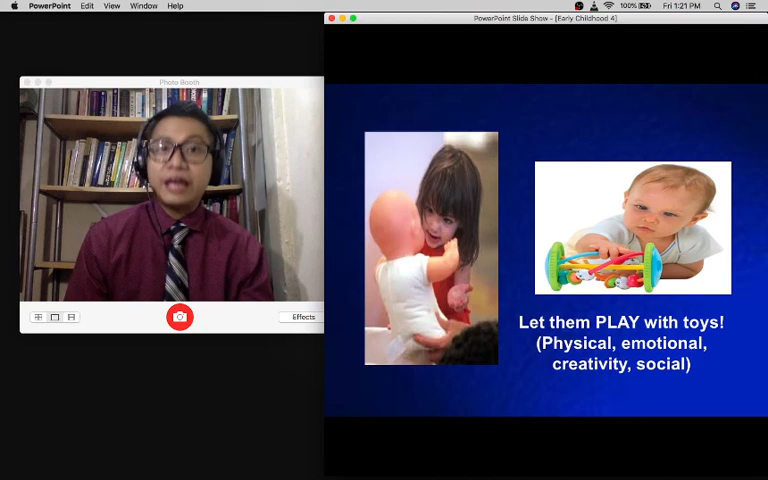 PowerPoint Edit View Window Help
100% Fri 1:21 PM
PowerPoint Slide Show - [Early Childhood 4]
Photo Booth
Effects
Let them PLAY with toys!
(Physical, emotional,
creativity, social)